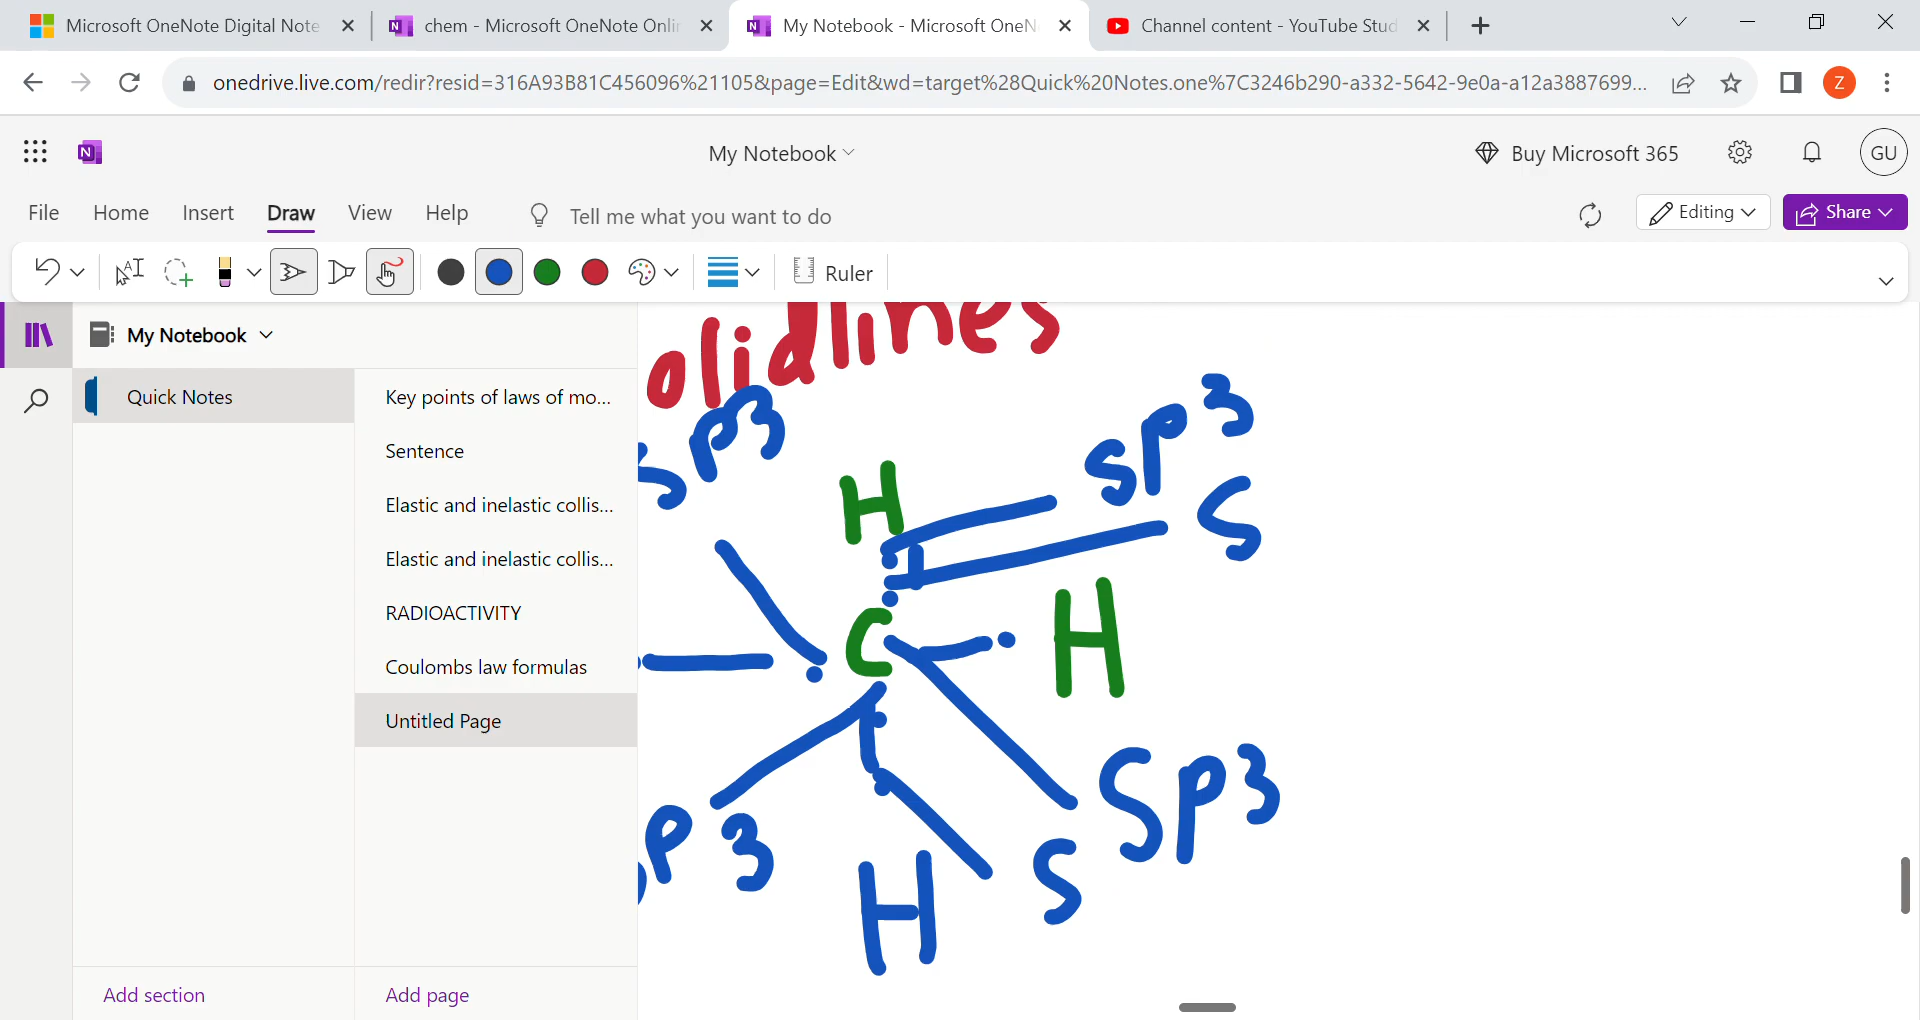 Microsoft OneNote Digital Note
chem - Microsoft OneNote Onli
My Notebook - Microsoft OneN
Channel content - YouTube Stud
onedrive.live.com/redir?resid=316A93B81C456096%21105&page=Edit&wd=target%28Quick%20Notes.one%7C3246b290-a332-5642-9e0a-a12a3887699...
Z
N
My Notebook
Buy Microsoft 365
GU
File Home Insert Draw View Help
Tell me what you want to do
Editing
Share
Ruler
My Notebook
Quick Notes
Key points of laws of mo...
Sentence
Elastic and inelastic collis...
Elastic and inelastic collis...
RADIOACTIVITY
Coulombs law formulas
Untitled Page
Add section
Add page
olidlines
sp3
sp3
H
S
C
H
Sp3
p3
S
H